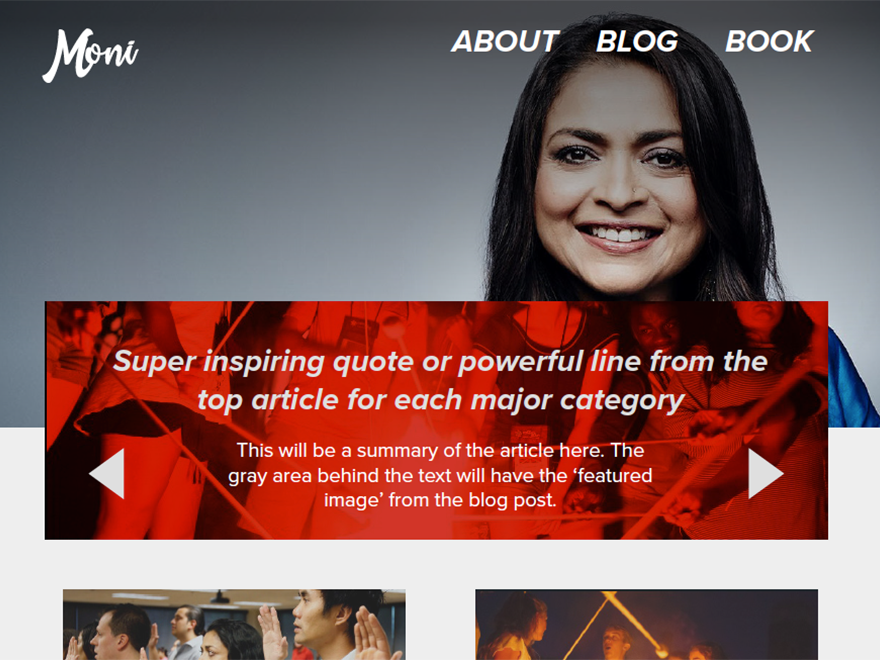 Moni
ABOUT BLOG BOOK
Super inspiring quote or powerful line from the
top article for each major category
This will be a summary of the article here. The
gray area behind the text will have the ‘featured
image’ from the blog post.